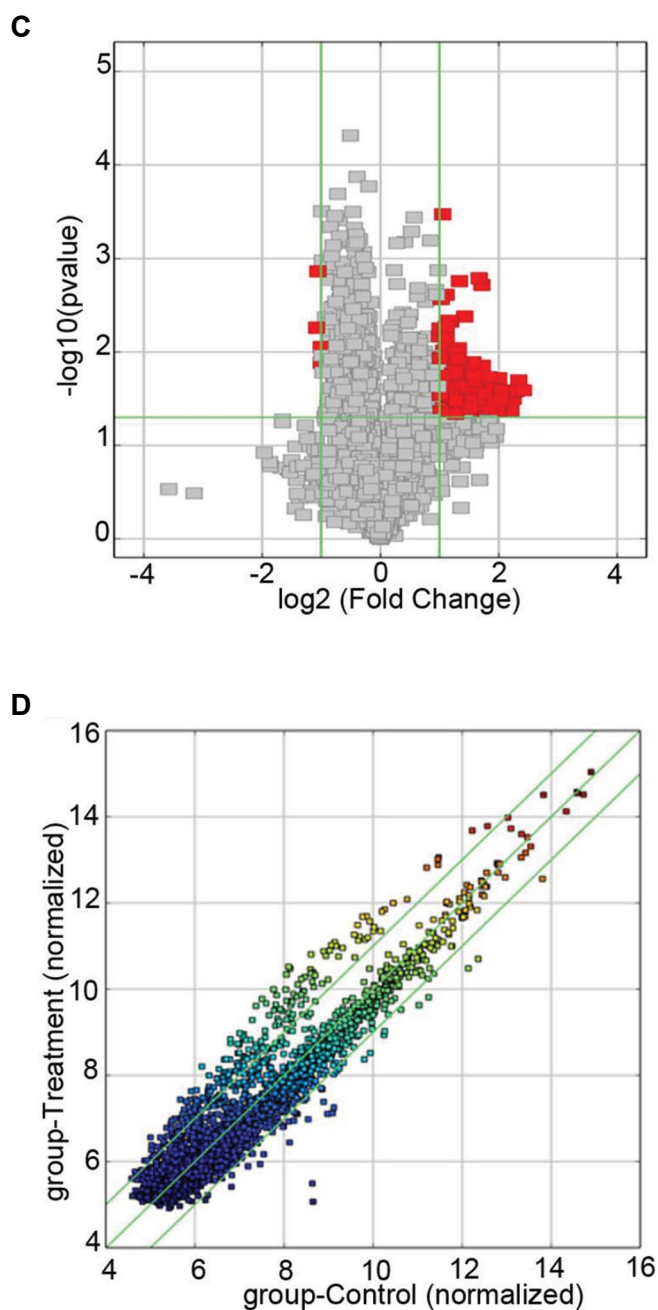 C
5
4
3
2
1
0
-log10(pvalue)
-4 -2 0 2 4
log2 (Fold Change)
D
16
14
12
10
8
6
4
group-Treatment (normalized)
4 6 8 10 12 14 16
group-Control (normalized)